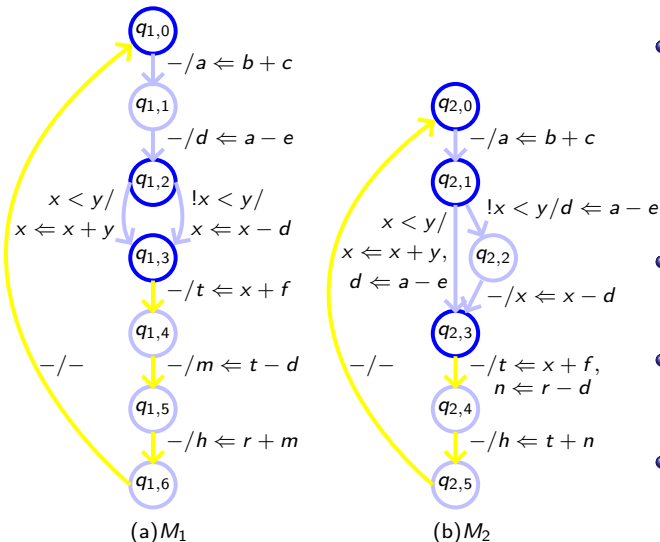 q1,0
−/a ⇐ b + c
q1,1
−/d ⇐ a − e
q1,2
x < y/
x ⇐ x + y
!x < y/
x ⇐ x − d
q1,3
−/t ⇐ x + f
q1,4
−/−
−/m ⇐ t − d
q1,5
−/h ⇐ r + m
q1,6
(a)M1
q2,0
−/a ⇐ b + c
q2,1
!x < y/d ⇐ a − e
x < y/
x ⇐ x + y,
d ⇐ a − e
q2,2
−/x ⇐ x − d
q2,3
−/−
−/t ⇐ x + f,
n ⇐ r − d
q2,4
−/h ⇐ t + n
q2,5
(b)M2